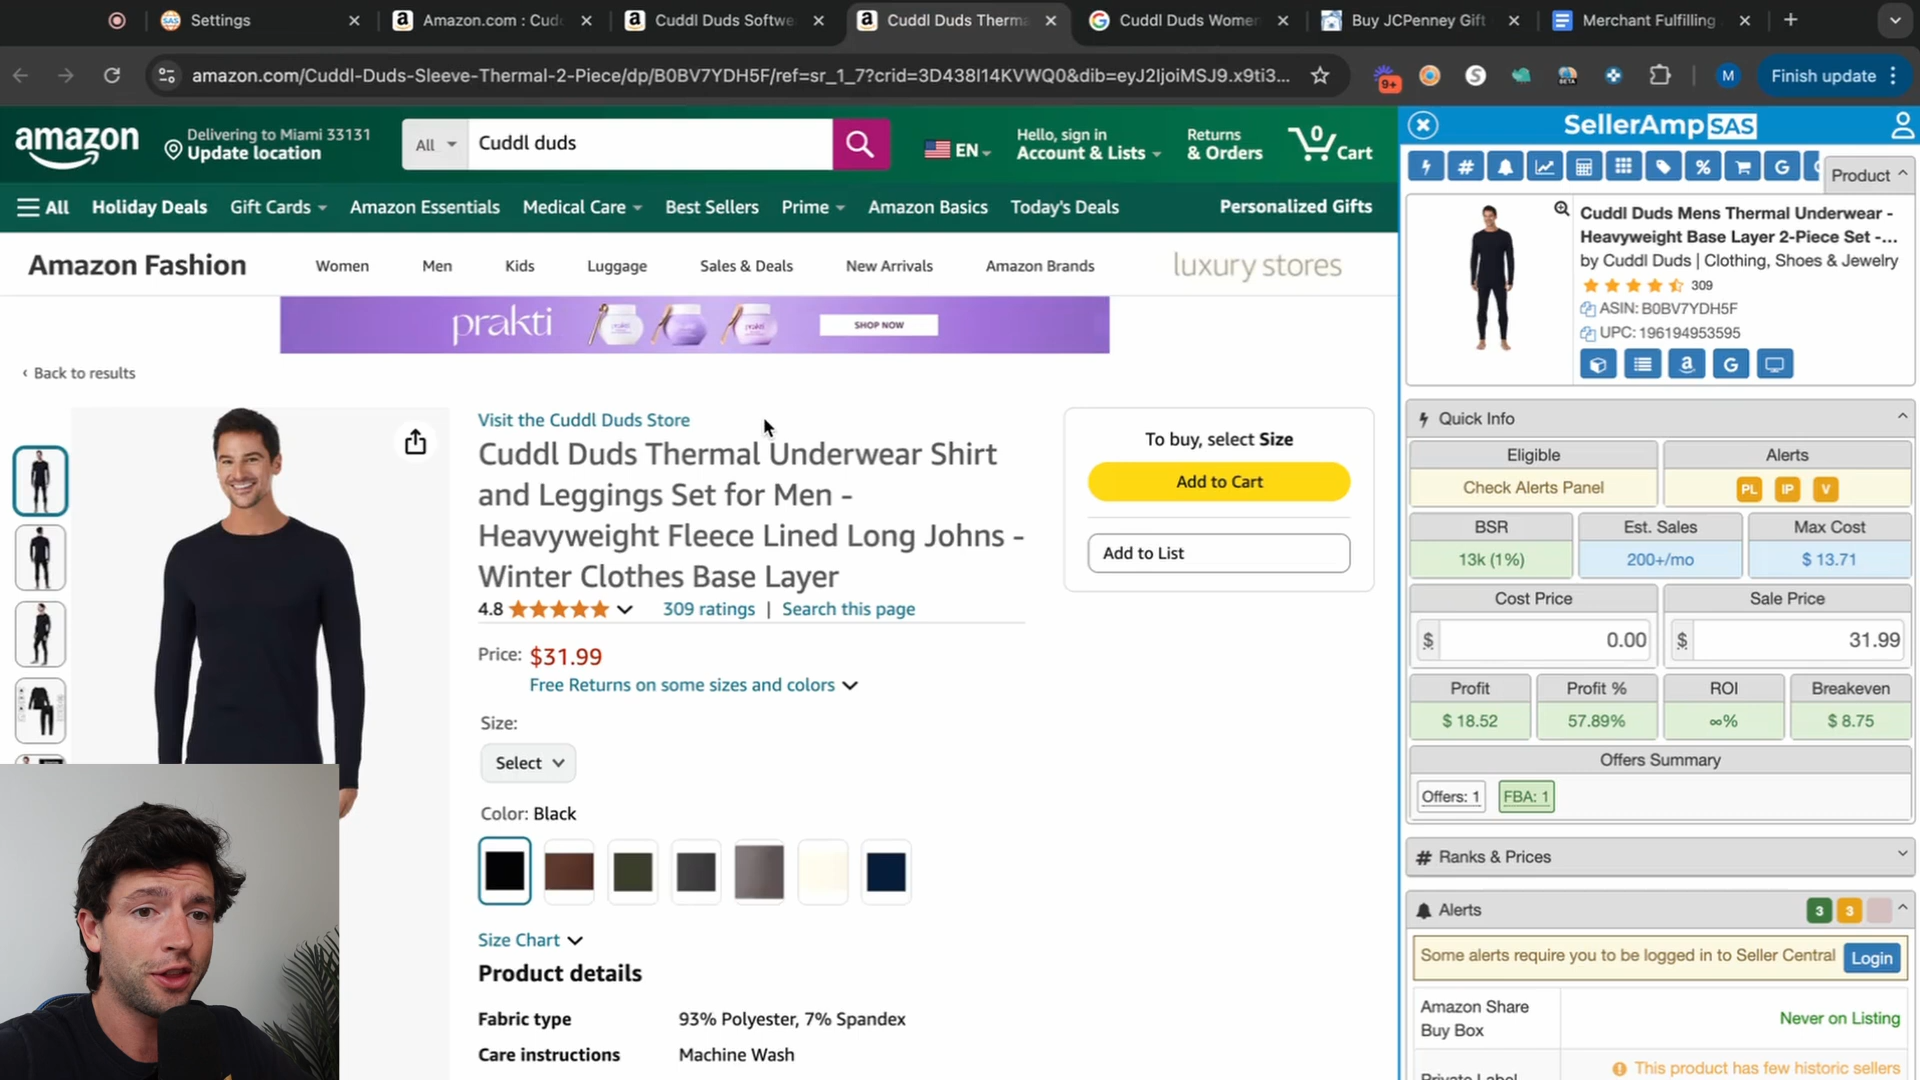 Settings
Amazon.com : Cud
Cuddl Duds Softwe
Cuddl Duds Therma
Cuddl Duds Women
Buy JCPenney Gift
Merchant Fulfilling
amazon.com/Cuddl-Duds-Sleeve-Thermal-2-Piece/dp/B0BV7YDH5F/ref=sr_1_7?crid=3D438I14KVWQ0&dib=eyJ2IjoiMSJ9.x9ti3...
9+
S
BETA
M
Finish update
amazon
Delivering to Miami 33131
Update location
All
Cuddl duds
EN
Hello, sign in
Account & Lists
Returns
& Orders
0
Cart
All
Holiday Deals
Gift Cards
Amazon Essentials
Medical Care
Best Sellers
Prime
Amazon Basics
Today's Deals
Personalized Gifts
Amazon Fashion
Women
Men
Kids
Luggage
Sales & Deals
New Arrivals
Amazon Brands
luxury stores
prakti
SHOP NOW
‹ Back to results
Visit the Cuddl Duds Store
Cuddl Duds Thermal Underwear Shirt
and Leggings Set for Men -
Heavyweight Fleece Lined Long Johns -
Winter Clothes Base Layer
4.8
309 ratings | Search this page
Price: $31.99
Free Returns on some sizes and colors
Size:
Select
Color: Black
Size Chart
Product details
Fabric type 93% Polyester, 7% Spandex
Care instructions Machine Wash
To buy, select Size
Add to Cart
Add to List
SellerAmp SAS
Product
Cuddl Duds Mens Thermal Underwear -
Heavyweight Base Layer 2-Piece Set -...
by Cuddl Duds | Clothing, Shoes & Jewelry
309
ASIN: B0BV7YDH5F
UPC: 196194953595
Quick Info
Eligible
Alerts
Check Alerts Panel
PL IP V
BSR
Est. Sales
Max Cost
13k (1%)
200+/mo
$ 13.71
Cost Price
Sale Price
$ 0.00
$ 31.99
Profit
Profit %
ROI
Breakeven
$ 18.52
57.89%
∞%
$ 8.75
Offers Summary
Offers: 1
FBA: 1
# Ranks & Prices
Alerts
3
3
Some alerts require you to be logged in to Seller Central
Login
Amazon Share
Buy Box
Never on Listing
Private Label
This product has few historic sellers